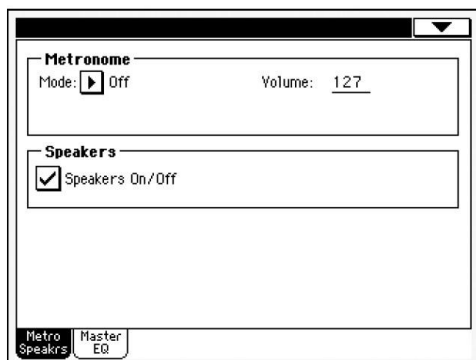 Metronome
Mode: Off Volume: 127
Speakers
Speakers On/Off
Metro Speakrs
Master EQ